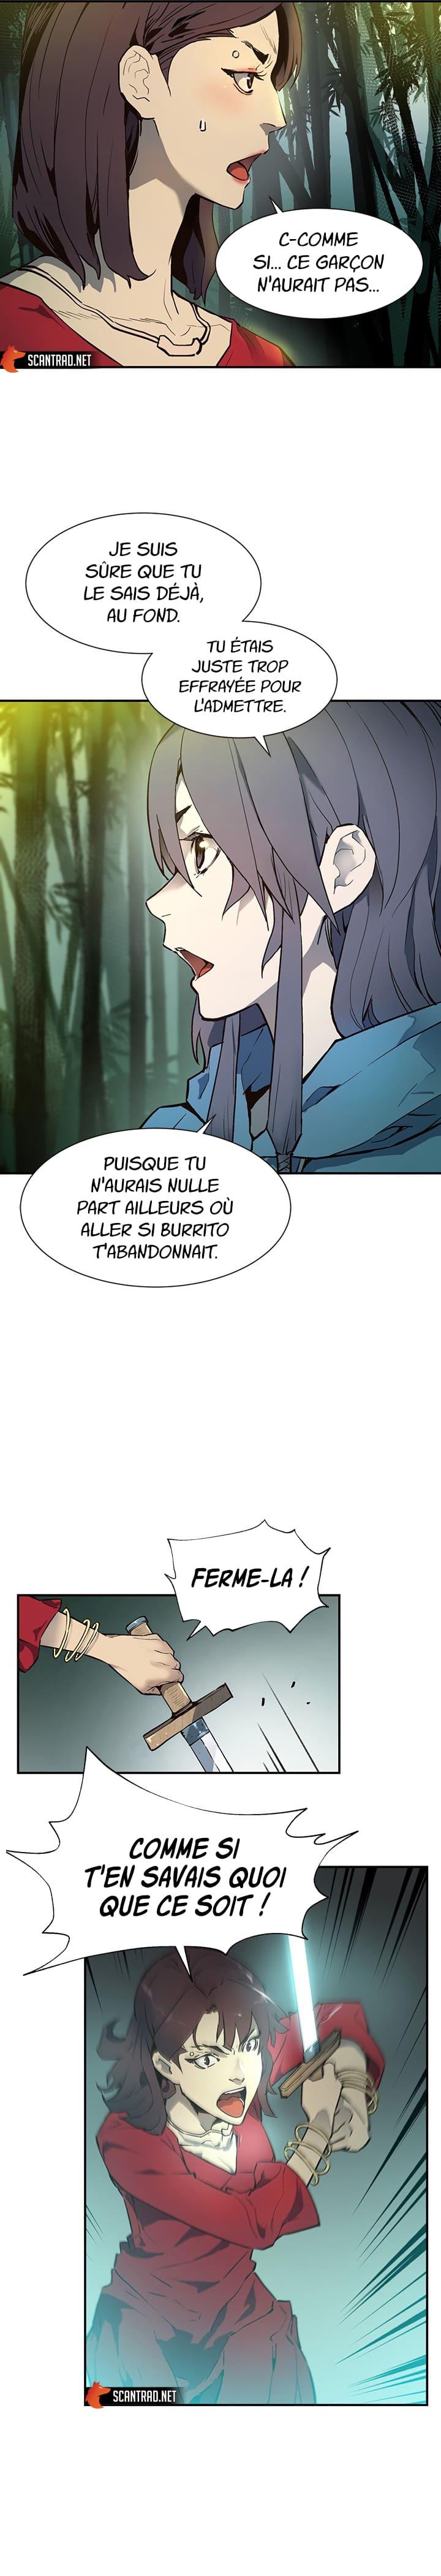 C-COMME
SI... CE GARÇON
N'AURAIT PAS...
SCANTRAD.NET
JE SUIS
SÛRE QUE TU
LE SAIS DÉJÀ,
AU FOND.
TU ÉTAIS
JUSTE TROP
EFFRAYÉE POUR
L'ADMETTRE.
PUISQUE TU
N'AURAIS NULLE
PART AILLEURS OÙ
ALLER SI BURRITO
T'ABANDONNAIT.
FERME-LA !
COMME SI
T'EN SAVAIS QUOI
QUE CE SOIT !
SCANTRAD.NET